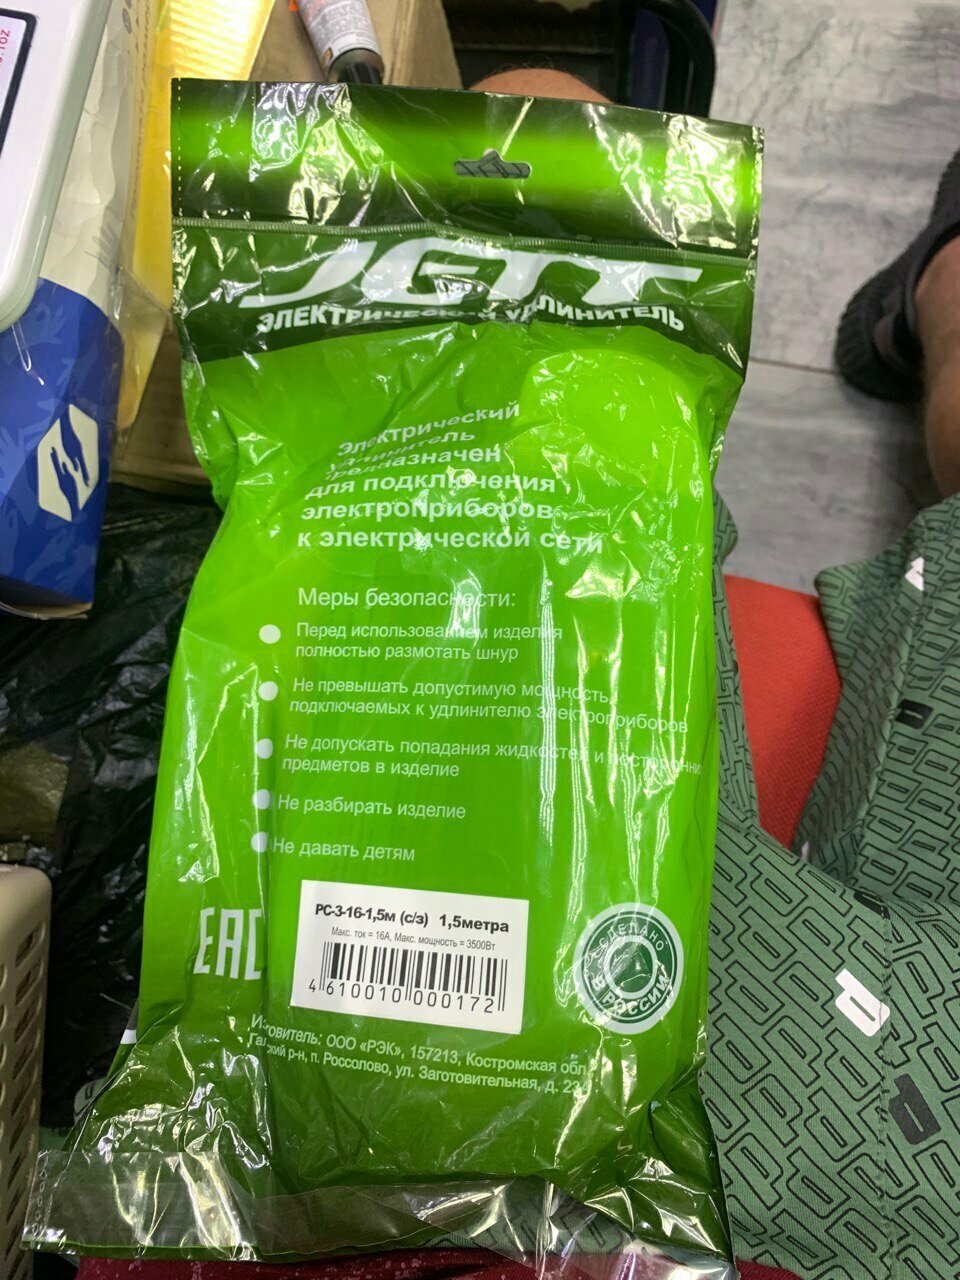 JETT
ЭЛЕКТРИЧЕСКИЙ УДЛИНИТЕЛЬ
Электрический
удлинитель
предназначен
для подключения
электроприборов
к электрической сети
Меры безопасности:
Перед использованием изделия
полностью размотать шнур
Не превышать допустимую мощность,
подключаемых к удлинителю электроприборов
Не допускать попадания жидкостей и посторонних
предметов в изделие
Не разбирать изделие
Не давать детям
РС-3-16-1,5м (с/з) 1,5метра
Макс. ток = 16А, Макс. мощность = 3500Вт
4 610010 000172
EAC
СДЕЛАНО
В РОССИИ
Изготовитель: ООО «РЭК», 157213, Костромская обл.,
Галичский р-н, п. Россолово, ул. Заготовительная, д. 23